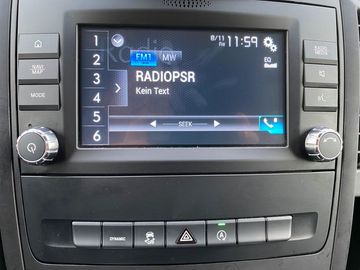 8/11 11:59
1
2
3
4
5
6
FM1 MW
RADIOPSR
Kein Text
EQ
SEEK
NAVI
MAP
MODE
DYNAMIC